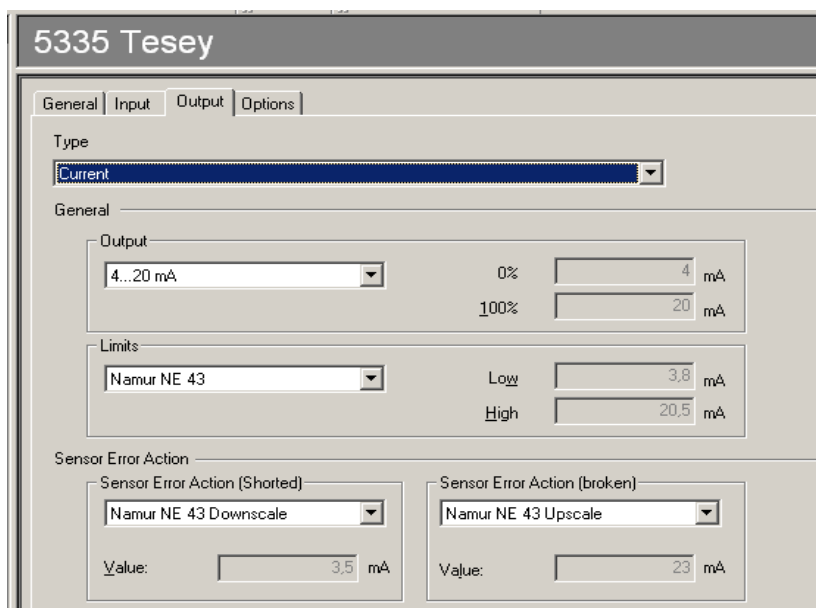 5335 Tesey
General Input Output Options
Type
Current
General
Output
4...20 mA
0% 4 mA
100% 20 mA
Limits
Namur NE 43
Low 3,8 mA
High 20,5 mA
Sensor Error Action
Sensor Error Action (Shorted)
Namur NE 43 Downscale
Value: 3,5 mA
Sensor Error Action (broken)
Namur NE 43 Upscale
Value: 23 mA